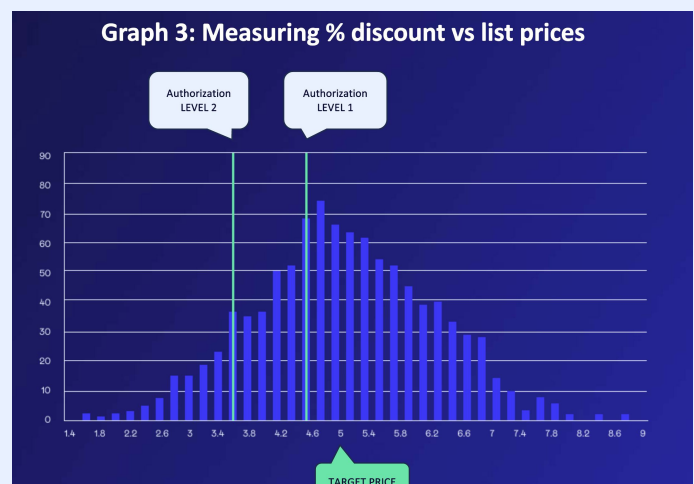 Graph 3: Measuring % discount vs list prices
Authorization
LEVEL 2
Authorization
LEVEL 1
90
80
70
60
50
40
30
20
10
0
1.4 1.8 2.2 2.6 3 3.4 3.8 4.2 4.6 5 5.4 5.8 6.2 6.6 7 7.4 7.8 8.2 8.6 9
TARGET PRICE